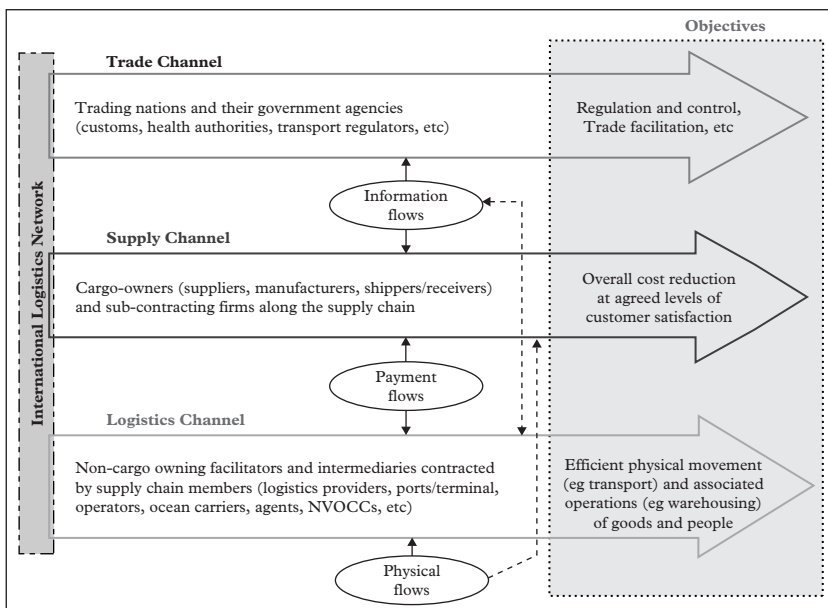 Objectives
International Logistics Network
Trade Channel
Trading nations and their government agencies
(customs, health authorities, transport regulators, etc)
Regulation and control,
Trade facilitation, etc
Information
flows
Supply Channel
Cargo-owners (suppliers, manufacturers, shippers/receivers)
and sub-contracting firms along the supply chain
Overall cost reduction
at agreed levels of
customer satisfaction
Payment
flows
Logistics Channel
Non-cargo owning facilitators and intermediaries contracted
by supply chain members (logistics providers, ports/terminal,
operators, ocean carriers, agents, NVOCCs, etc)
Efficient physical movement
(eg transport) and associated
operations (eg warehousing)
of goods and people
Physical
flows